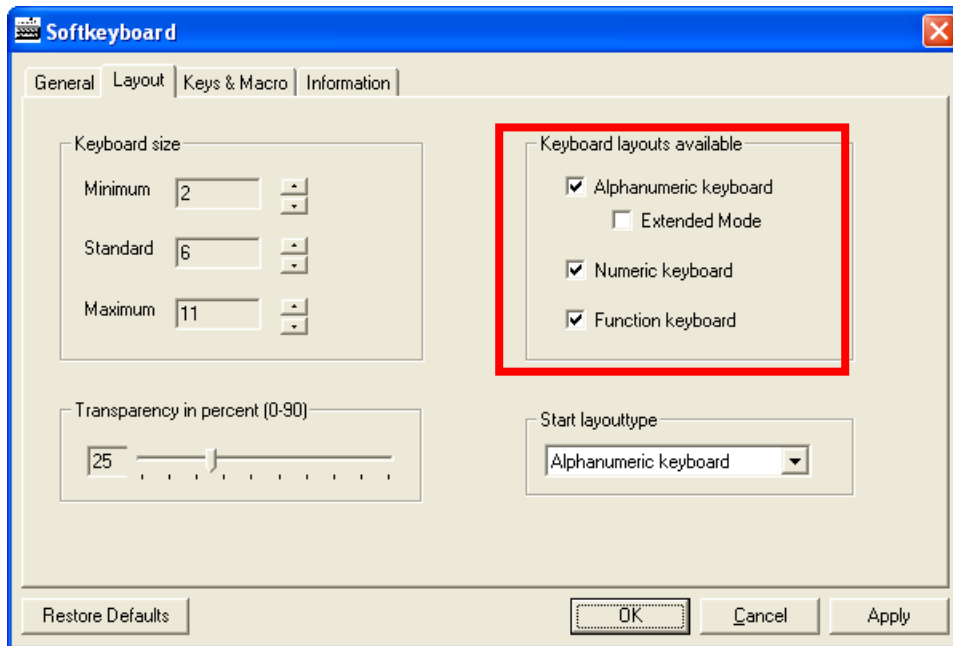 Softkeyboard
General Layout Keys & Macro Information
Keyboard size
Minimum 2
Standard 6
Maximum 11
Keyboard layouts available
Alphanumeric keyboard
Extended Mode
Numeric keyboard
Function keyboard
Transparency in percent (0-90)
25
Start layouttype
Alphanumeric keyboard
Restore Defaults OK Cancel Apply